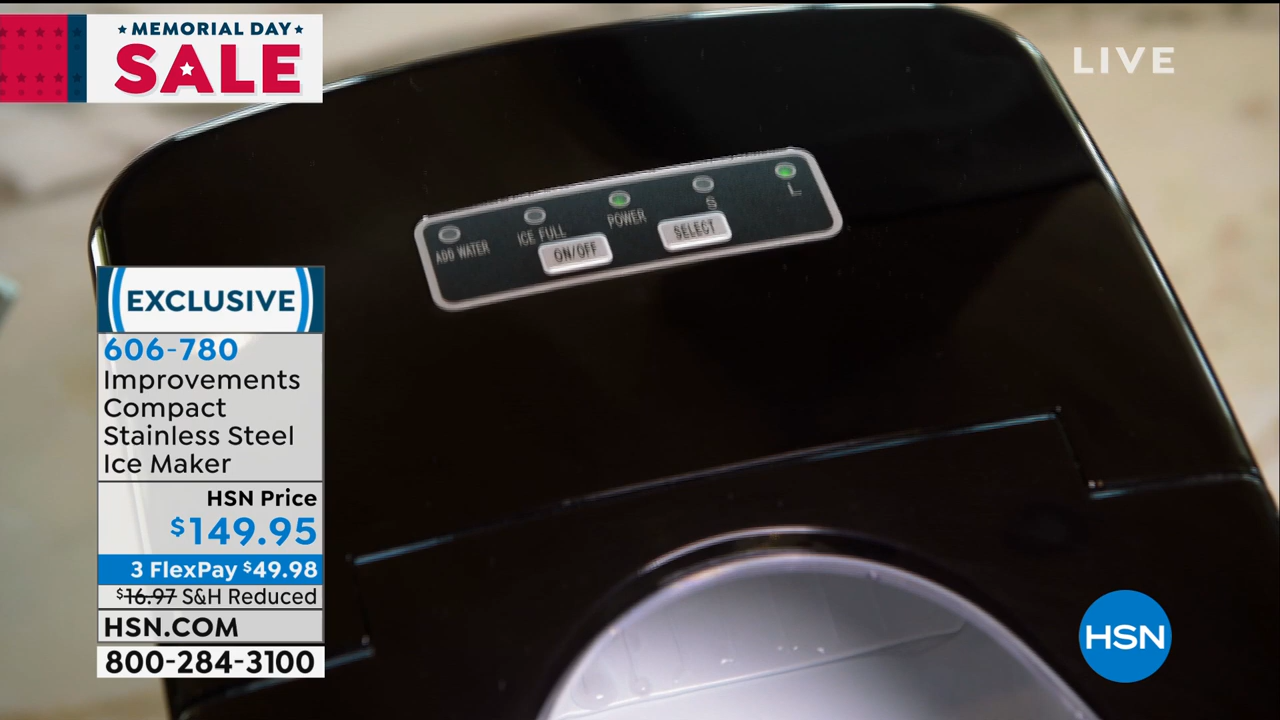 ★MEMORIAL DAY★
SALE
LIVE
ADD WATER
ICE FULL
POWER
S
L
ON/OFF
SELECT
EXCLUSIVE
606-780
Improvements
Compact
Stainless Steel
Ice Maker
HSN Price
$149.95
3 FlexPay $49.98
$16.97 S&H Reduced
HSN.COM
800-284-3100
HSN